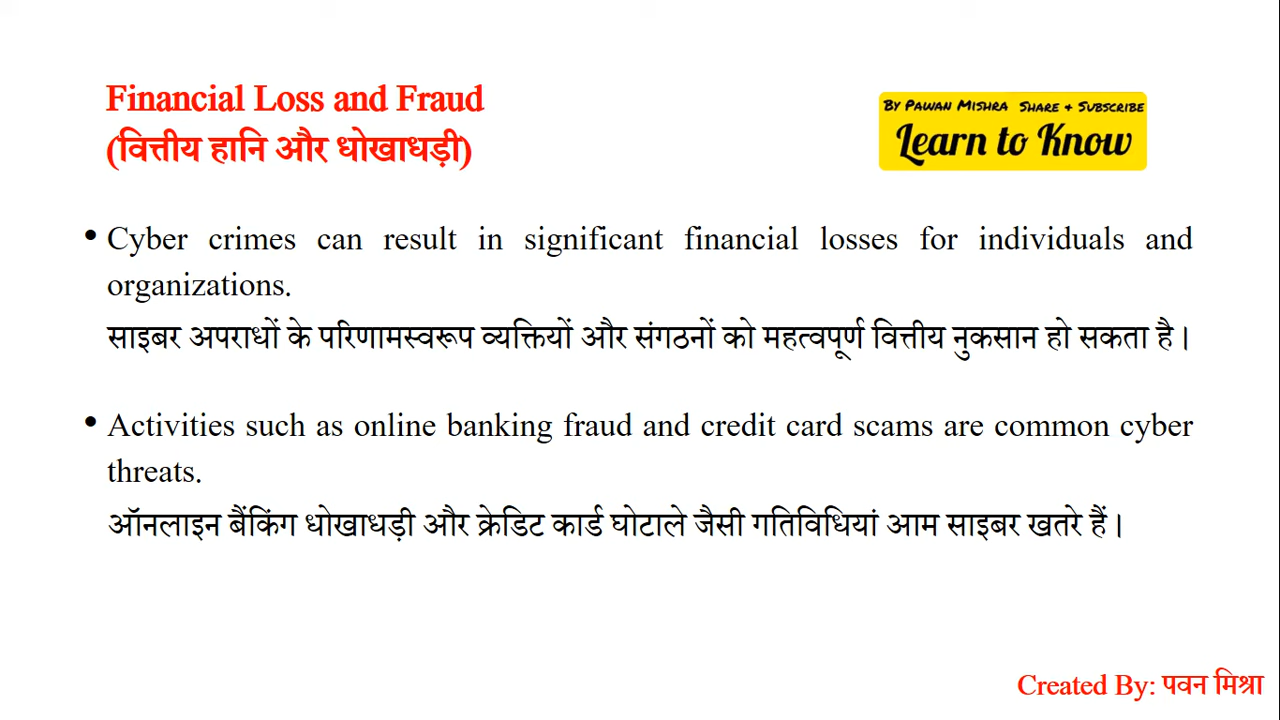 Financial Loss and Fraud
(वित्तीय हानि और धोखाधड़ी)
By Pawan Mishra Share & Subscribe
Learn to Know
• Cyber crimes can result in significant financial losses for individuals and
organizations.
साइबर अपराधों के परिणामस्वरूप व्यक्तियों और संगठनों को महत्वपूर्ण वित्तीय नुकसान हो सकता है।
• Activities such as online banking fraud and credit card scams are common cyber
threats.
ऑनलाइन बैंकिंग धोखाधड़ी और क्रेडिट कार्ड घोटाले जैसी गतिविधियां आम साइबर खतरे हैं।
Created By: पवन मिश्रा